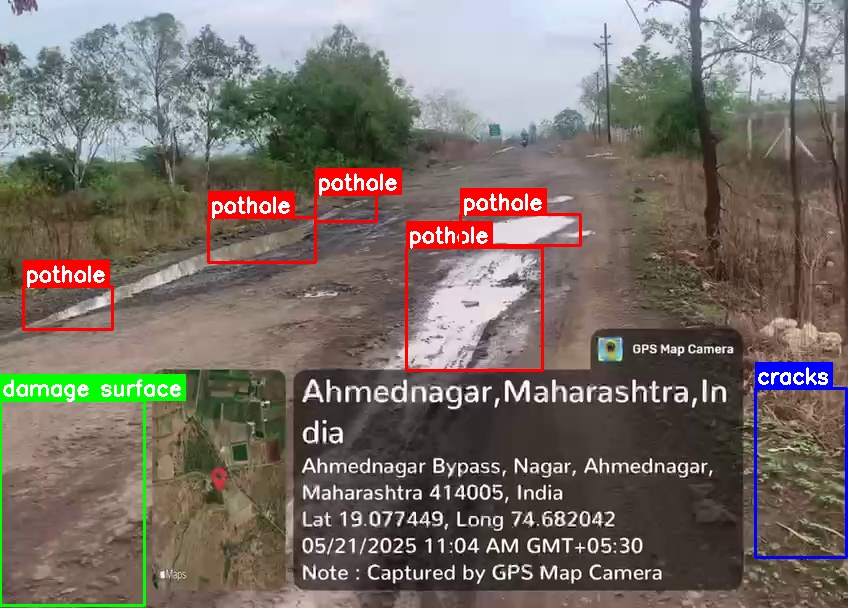 pothole
pothole
pothole
pothole
pothole
GPS Map Camera
damage surface
cracks
Ahmednagar,Maharashtra,In
dia
Ahmednagar Bypass, Nagar, Ahmednagar,
Maharashtra 414005, India
Lat 19.077449, Long 74.682042
05/21/2025 11:04 AM GMT+05:30
Note : Captured by GPS Map Camera
Maps